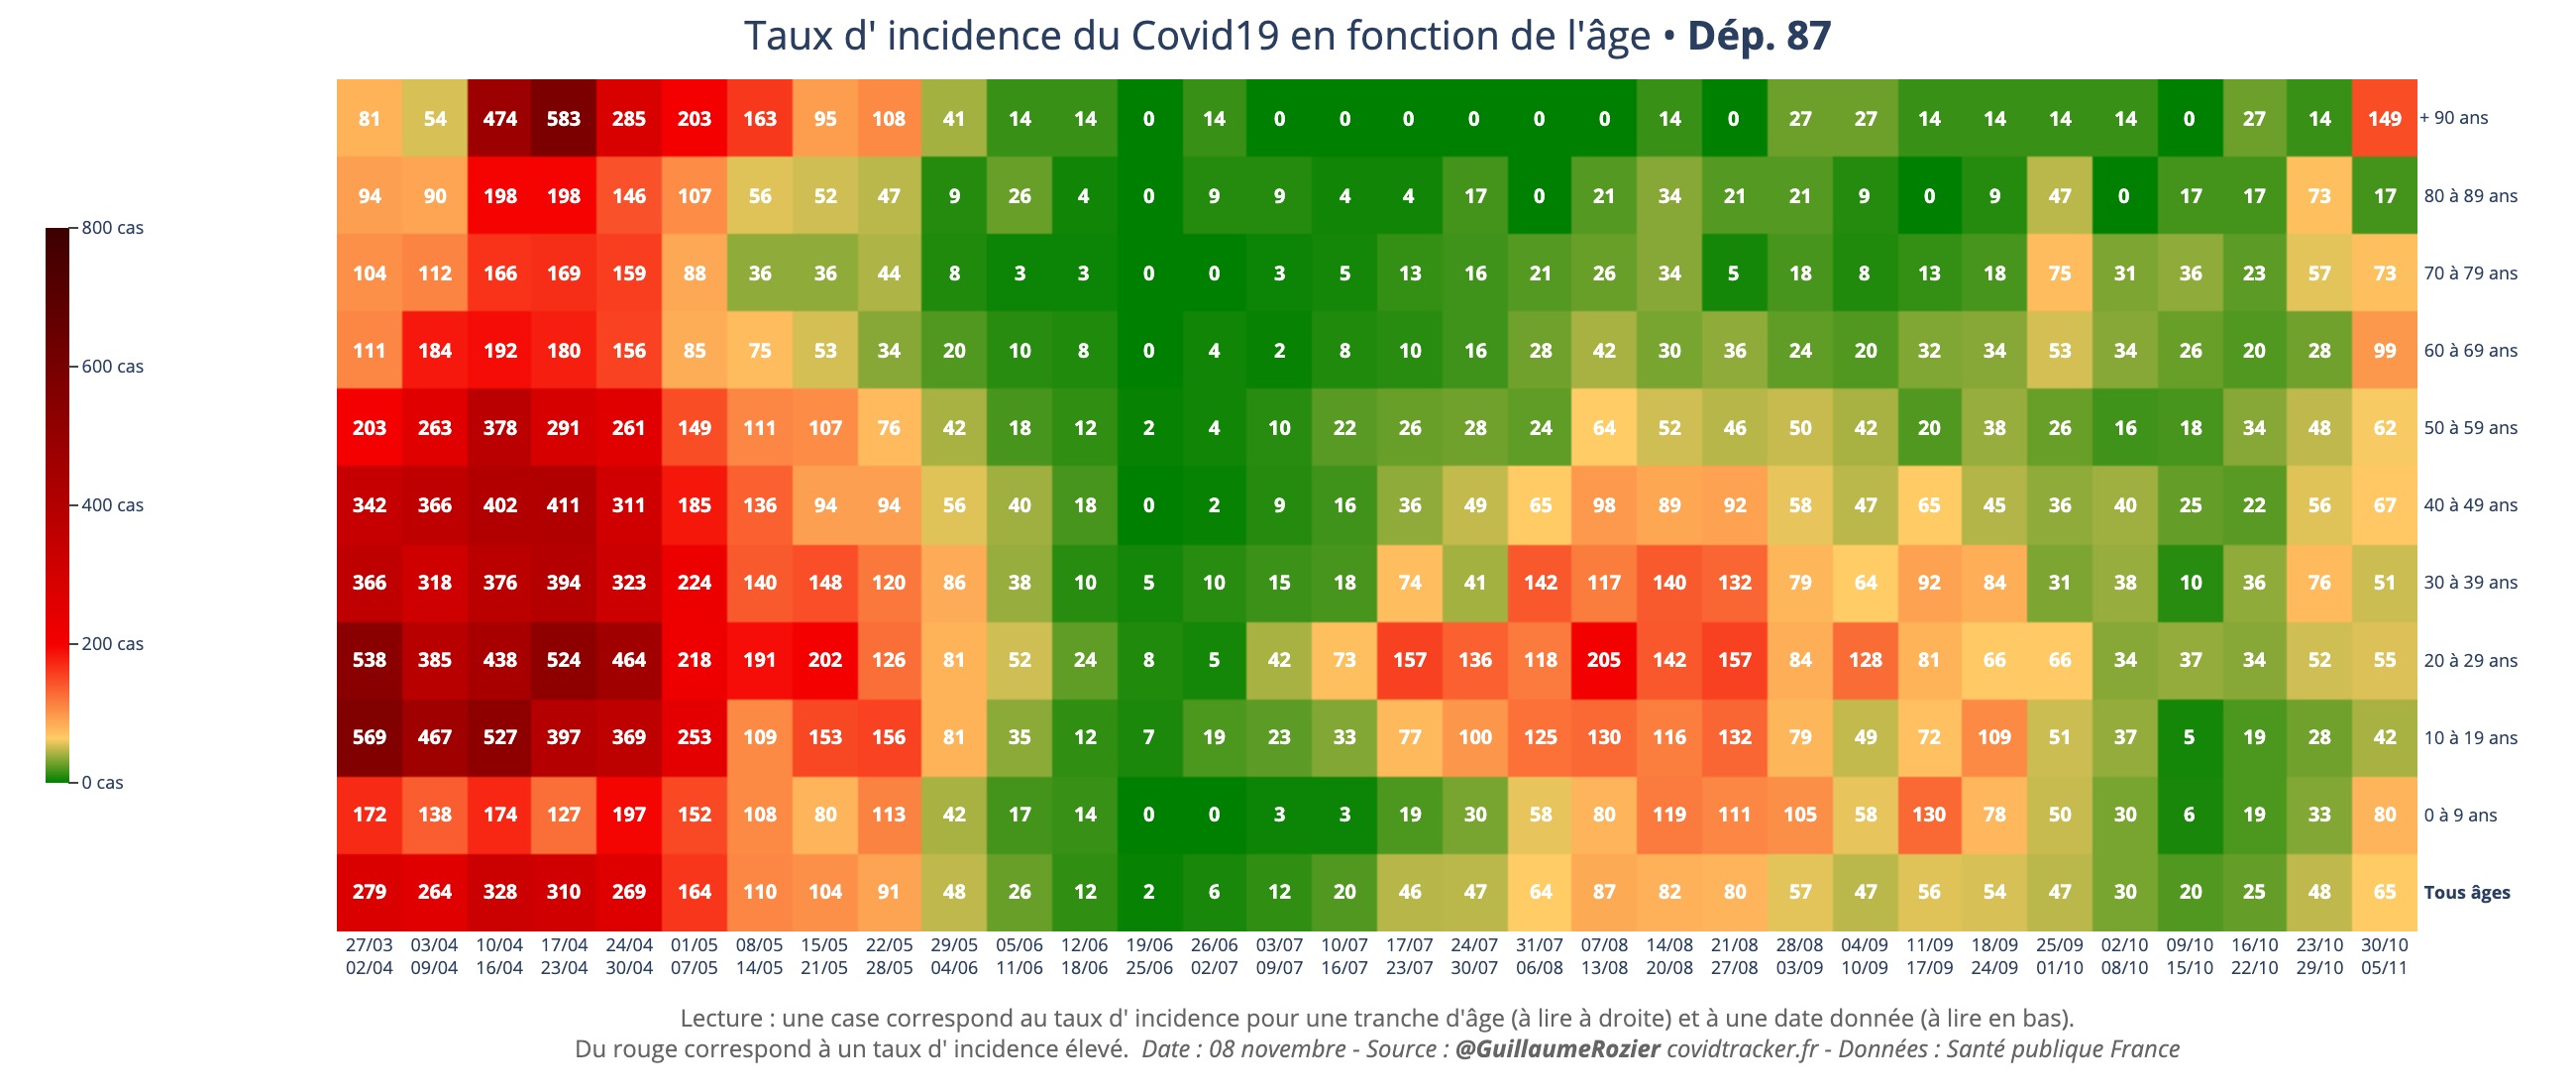 Taux d' incidence du Covid19 en fonction de l'âge • Dép. 87
800 cas
600 cas
400 cas
200 cas
0 cas
81 54 474 583 285 203 163 95 108 41 14 14 0 14 0 0 0 0 0 0 14 0 27 27 14 14 14 14 0 27 14 149 + 90 ans
94 90 198 198 146 107 56 52 47 9 26 4 0 9 9 4 4 17 0 21 34 21 21 9 0 9 47 0 17 17 73 17 80 à 89 ans
104 112 166 169 159 88 36 36 44 8 3 3 0 0 3 5 13 16 21 26 34 5 18 8 13 18 75 31 36 23 57 73 70 à 79 ans
111 184 192 180 156 85 75 53 34 20 10 8 0 4 2 8 10 16 28 42 30 36 24 20 32 34 53 34 26 20 28 99 60 à 69 ans
203 263 378 291 261 149 111 107 76 42 18 12 2 4 10 22 26 28 24 64 52 46 50 42 20 38 26 16 18 34 48 62 50 à 59 ans
342 366 402 411 311 185 136 94 94 56 40 18 0 2 9 16 36 49 65 98 89 92 58 47 65 45 36 40 25 22 56 67 40 à 49 ans
366 318 376 394 323 224 140 148 120 86 38 10 5 10 15 18 74 41 142 117 140 132 79 64 92 84 31 38 10 36 76 51 30 à 39 ans
538 385 438 524 464 218 191 202 126 81 52 24 8 5 42 73 157 136 118 205 142 157 84 128 81 66 66 34 37 34 52 55 20 à 29 ans
569 467 527 397 369 253 109 153 156 81 35 12 7 19 23 33 77 100 125 130 116 132 79 49 72 109 51 37 5 19 28 42 10 à 19 ans
172 138 174 127 197 152 108 80 113 42 17 14 0 0 3 3 19 30 58 80 119 111 105 58 130 78 50 30 6 19 33 80 0 à 9 ans
279 264 328 310 269 164 110 104 91 48 26 12 2 6 12 20 46 47 64 87 82 80 57 47 56 54 47 30 20 25 48 65 Tous âges
27/03 03/04 10/04 17/04 24/04 01/05 08/05 15/05 22/05 29/05 05/06 12/06 19/06 26/06 03/07 10/07 17/07 24/07 31/07 07/08 14/08 21/08 28/08 04/09 11/09 18/09 25/09 02/10 09/10 16/10 23/10 30/10
02/04 09/04 16/04 23/04 30/04 07/05 14/05 21/05 28/05 04/06 11/06 18/06 25/06 02/07 09/07 16/07 23/07 30/07 06/08 13/08 20/08 27/08 03/09 10/09 17/09 24/09 01/10 08/10 15/10 22/10 29/10 05/11
Lecture : une case correspond au taux d' incidence pour une tranche d'âge (à lire à droite) et à une date donnée (à lire en bas).
Du rouge correspond à un taux d' incidence élevé. Date : 08 novembre - Source : @GuillaumeRozier covidtracker.fr - Données : Santé publique France